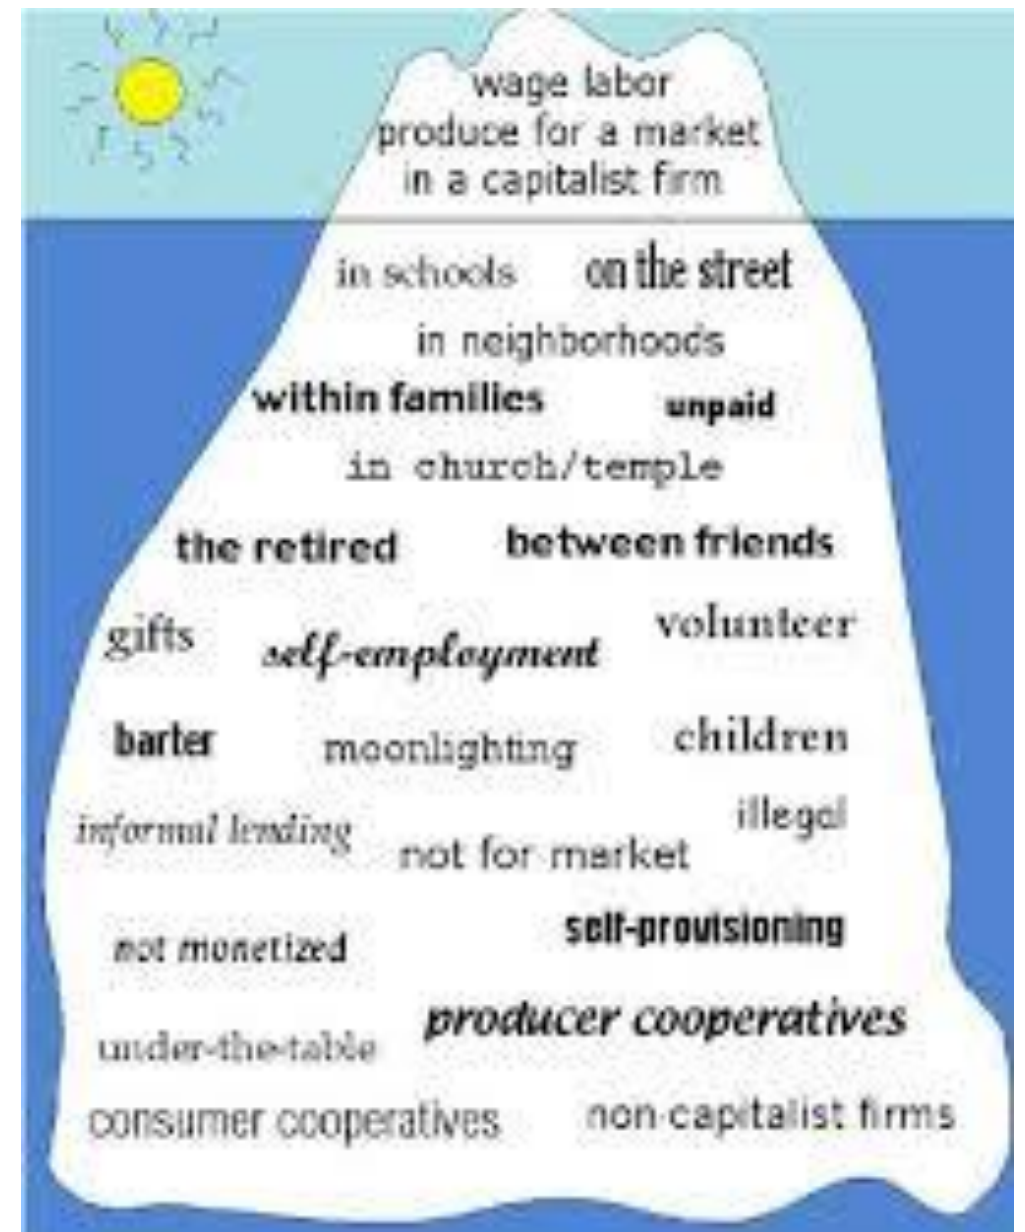 wage labor
produce for a market
in a capitalist firm
in schools on the street
in neighborhoods
within families unpaid
in church/temple
the retired between friends
gifts self-employment volunteer
barter moonlighting children
informal lending not for market illegal
not monetized self-provisioning
under-the-table producer cooperatives
consumer cooperatives non-capitalist firms